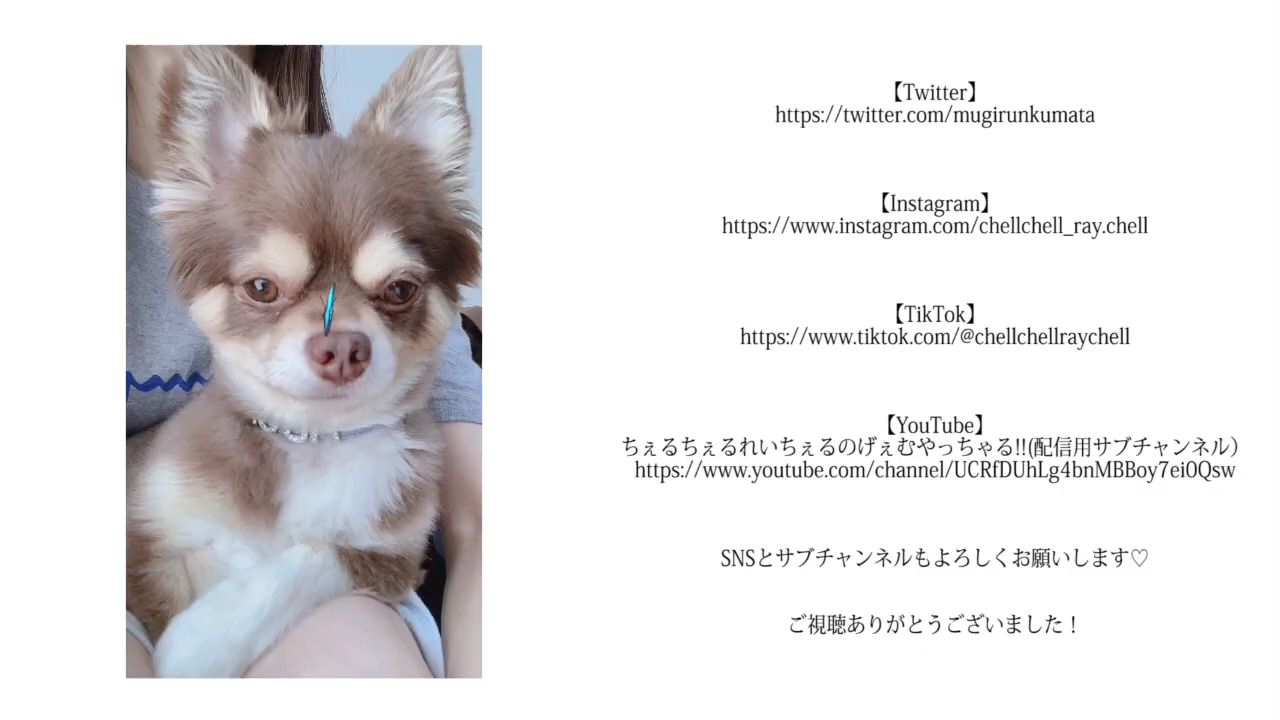 【Twitter】
https://twitter.com/mugirunkumata
【Instagram】
https://www.instagram.com/chellchell_ray.chell
【TikTok】
https://www.tiktok.com/@chellchellraychell
【YouTube】
ちぇるちぇるれいちぇるのげぇむやっちゃる!!(配信用サブチャンネル）
https://www.youtube.com/channel/UCRfDUhLg4bnMBBoy7ei0Qsw
SNSとサブチャンネルもよろしくお願いします♡
ご視聴ありがとうございました！